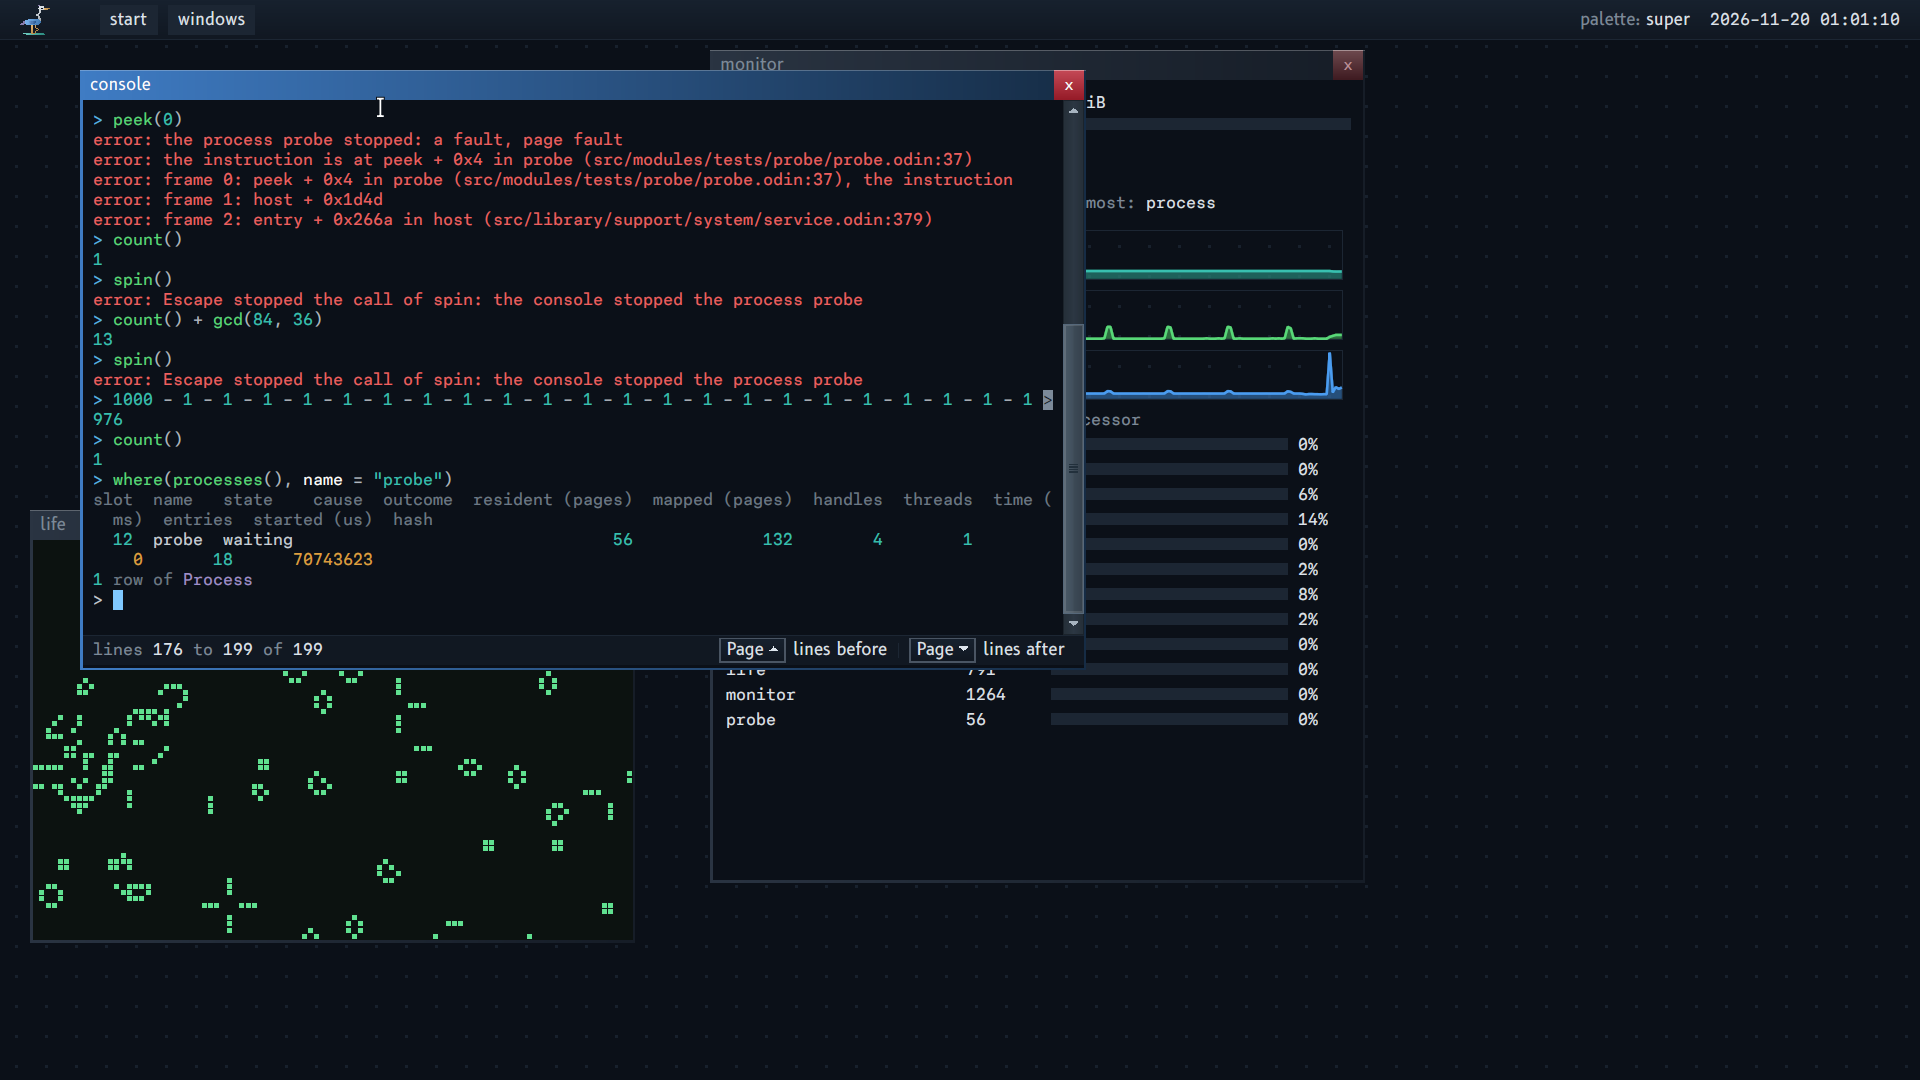 start windows palette: super 2026-11-20 01:01:10
monitor x
console x
iB
> peek(0)
error: the process probe stopped: a fault, page fault
error: the instruction is at peek + 0x4 in probe (src/modules/tests/probe/probe.odin:37)
error: frame 0: peek + 0x4 in probe (src/modules/tests/probe/probe.odin:37), the instruction
error: frame 1: host + 0x1d4d
error: frame 2: entry + 0x266a in host (src/library/support/system/service.odin:379)
> count()
1
> spin()
error: Escape stopped the call of spin: the console stopped the process probe
> count() + gcd(84, 36)
13
> spin()
error: Escape stopped the call of spin: the console stopped the process probe
> 1000 - 1 - 1 - 1 - 1 - 1 - 1 - 1 - 1 - 1 - 1 - 1 - 1 - 1 - 1 - 1 - 1 - 1 - 1 - 1 - 1 - 1 - 1 >
976
> count()
1
> where(processes(), name = "probe")
slot name state cause outcome resident (pages) mapped (pages) handles threads time (
ms) entries started (us) hash
12 probe waiting 56 132 4 1
0 18 70743623
1 row of Process
>
lines 176 to 199 of 199 Page lines before Page lines after
most: process
cessor
0%
0%
6%
14%
0%
2%
8%
2%
0%
life 791 0%
monitor 1264 0%
probe 56 0%
life